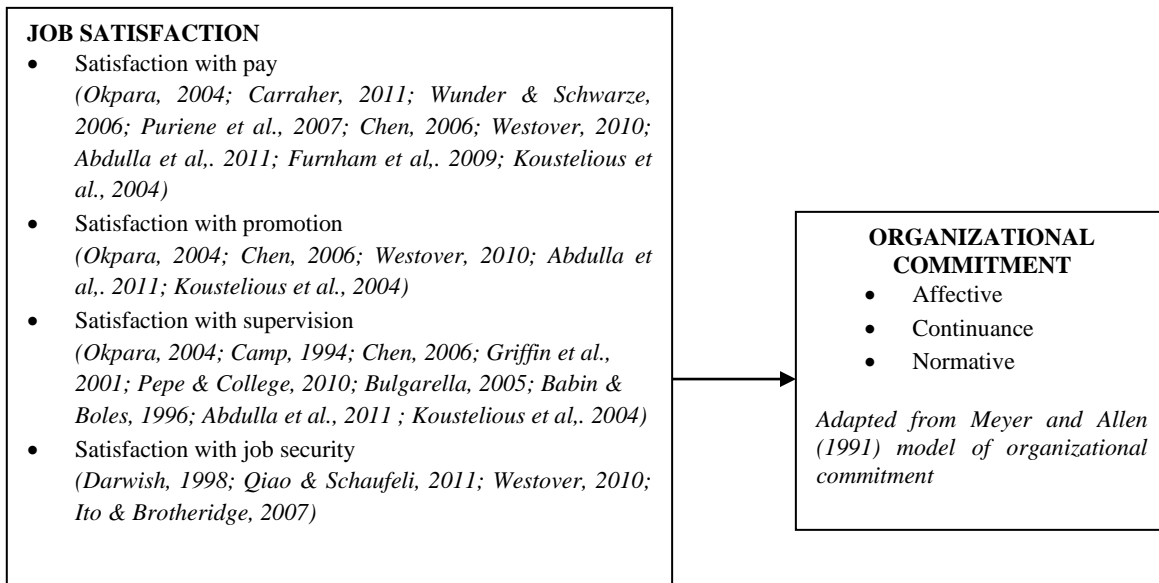 JOB SATISFACTION
• Satisfaction with pay
(Okpara, 2004; Carraher, 2011; Wunder & Schwarze,
2006; Puriene et al., 2007; Chen, 2006; Westover, 2010;
Abdulla et al,. 2011; Furnham et al,. 2009; Koustelious et
al., 2004)
• Satisfaction with promotion
(Okpara, 2004; Chen, 2006; Westover, 2010; Abdulla et
al,. 2011; Koustelious et al., 2004)
• Satisfaction with supervision
(Okpara, 2004; Camp, 1994; Chen, 2006; Griffin et al.,
2001; Pepe & College, 2010; Bulgarella, 2005; Babin &
Boles, 1996; Abdulla et al., 2011 ; Koustelious et al,. 2004)
• Satisfaction with job security
(Darwish, 1998; Qiao & Schaufeli, 2011; Westover, 2010;
Ito & Brotheridge, 2007)
ORGANIZATIONAL
COMMITMENT
• Affective
• Continuance
• Normative
Adapted from Meyer and Allen
(1991) model of organizational
commitment